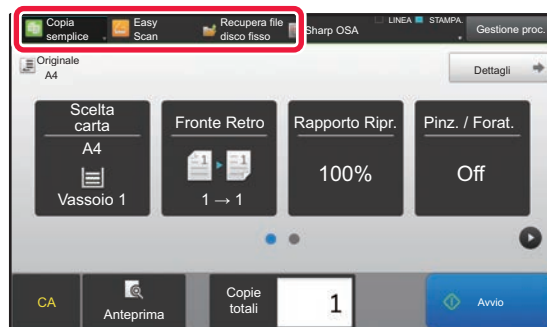 Copia
semplice
Easy
Scan
Recupera file
disco fisso
Sharp OSA
LINEA
STAMPA.
Gestione proc.
Originale
A4
Dettagli
Scelta
carta
A4
Vassoio 1
Fronte Retro
1 1
1 → 1
Rapporto Ripr.
100%
Pinz. / Forat.
Off
CA
Anteprima
Copie
totali
1
Avvio